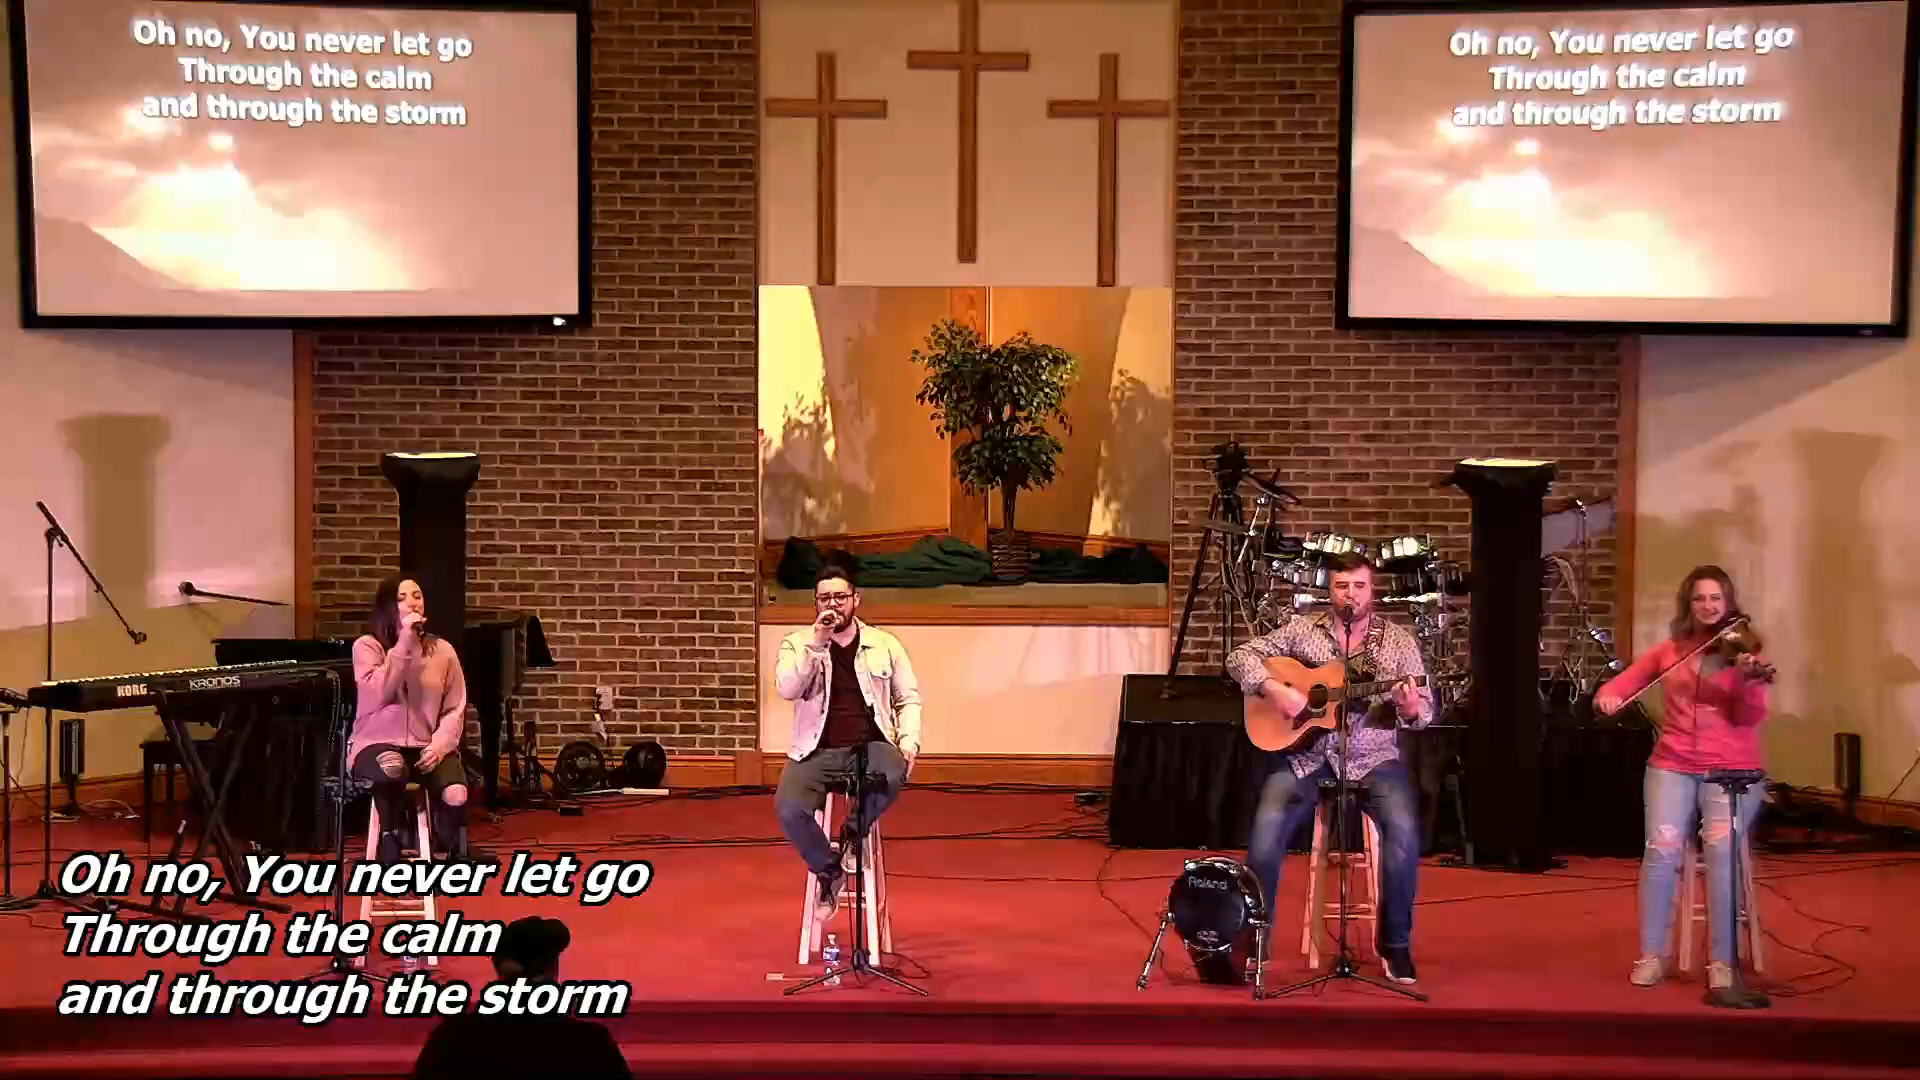 Oh no, You never let go
Through the calm
and through the storm
Oh no, You never let go
Through the calm
and through the storm
KORG
KRONOS
Roland
Oh no, You never let go
Through the calm
and through the storm